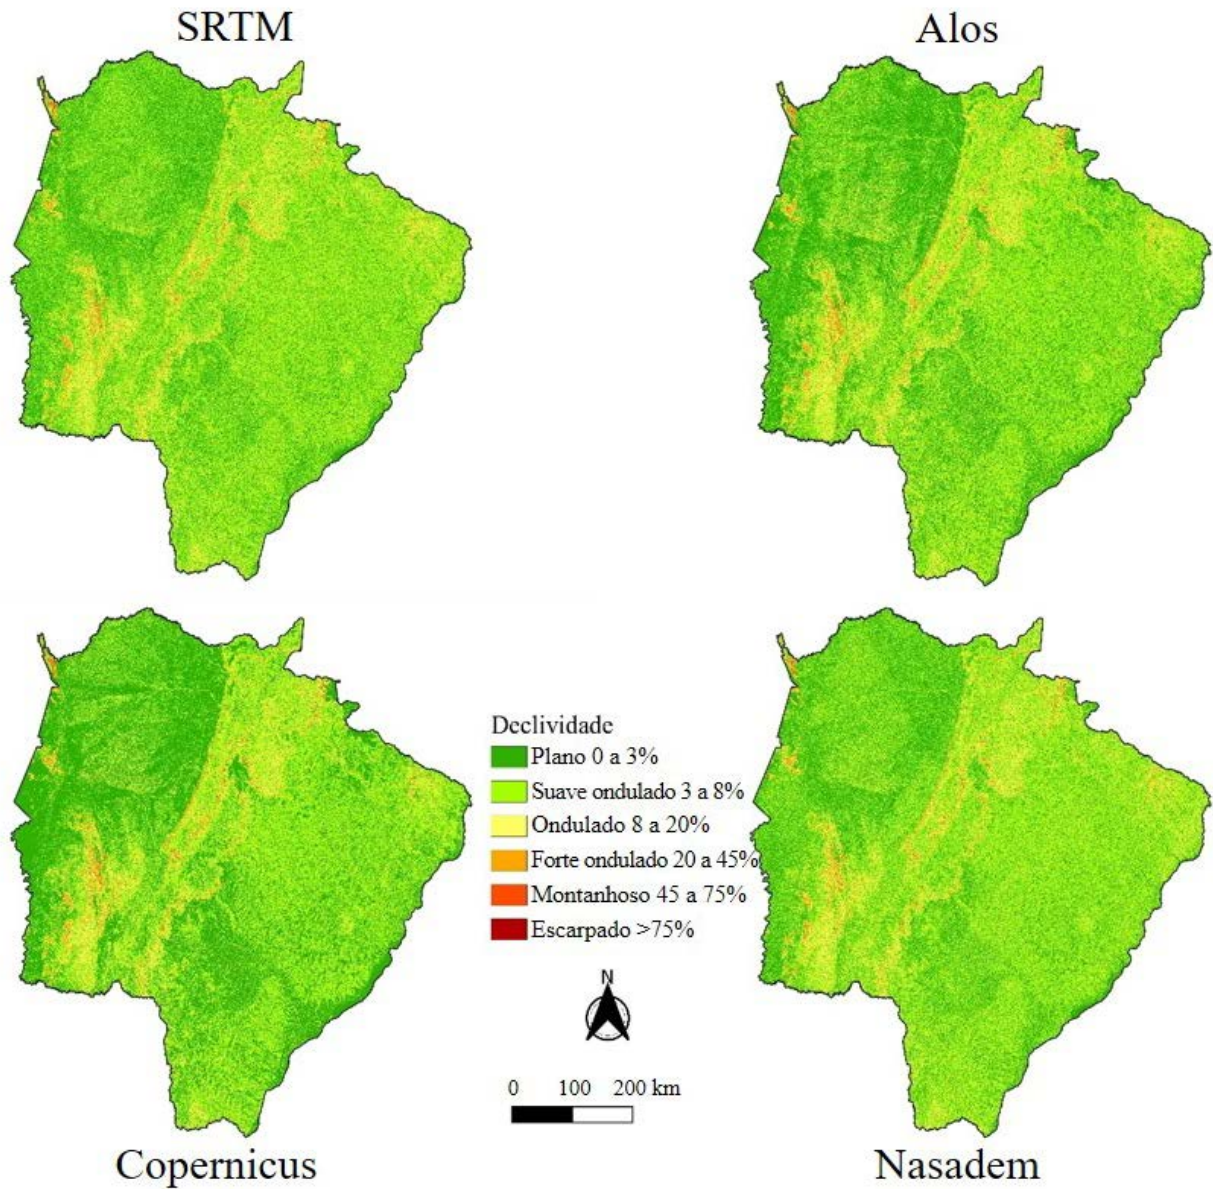 SRTM
Alos
Declividade
Plano 0 a 3%
Suave ondulado 3 a 8%
Ondulado 8 a 20%
Forte ondulado 20 a 45%
Montanhoso 45 a 75%
Escarpado >75%
N
0 100 200 km
Copernicus
Nasadem